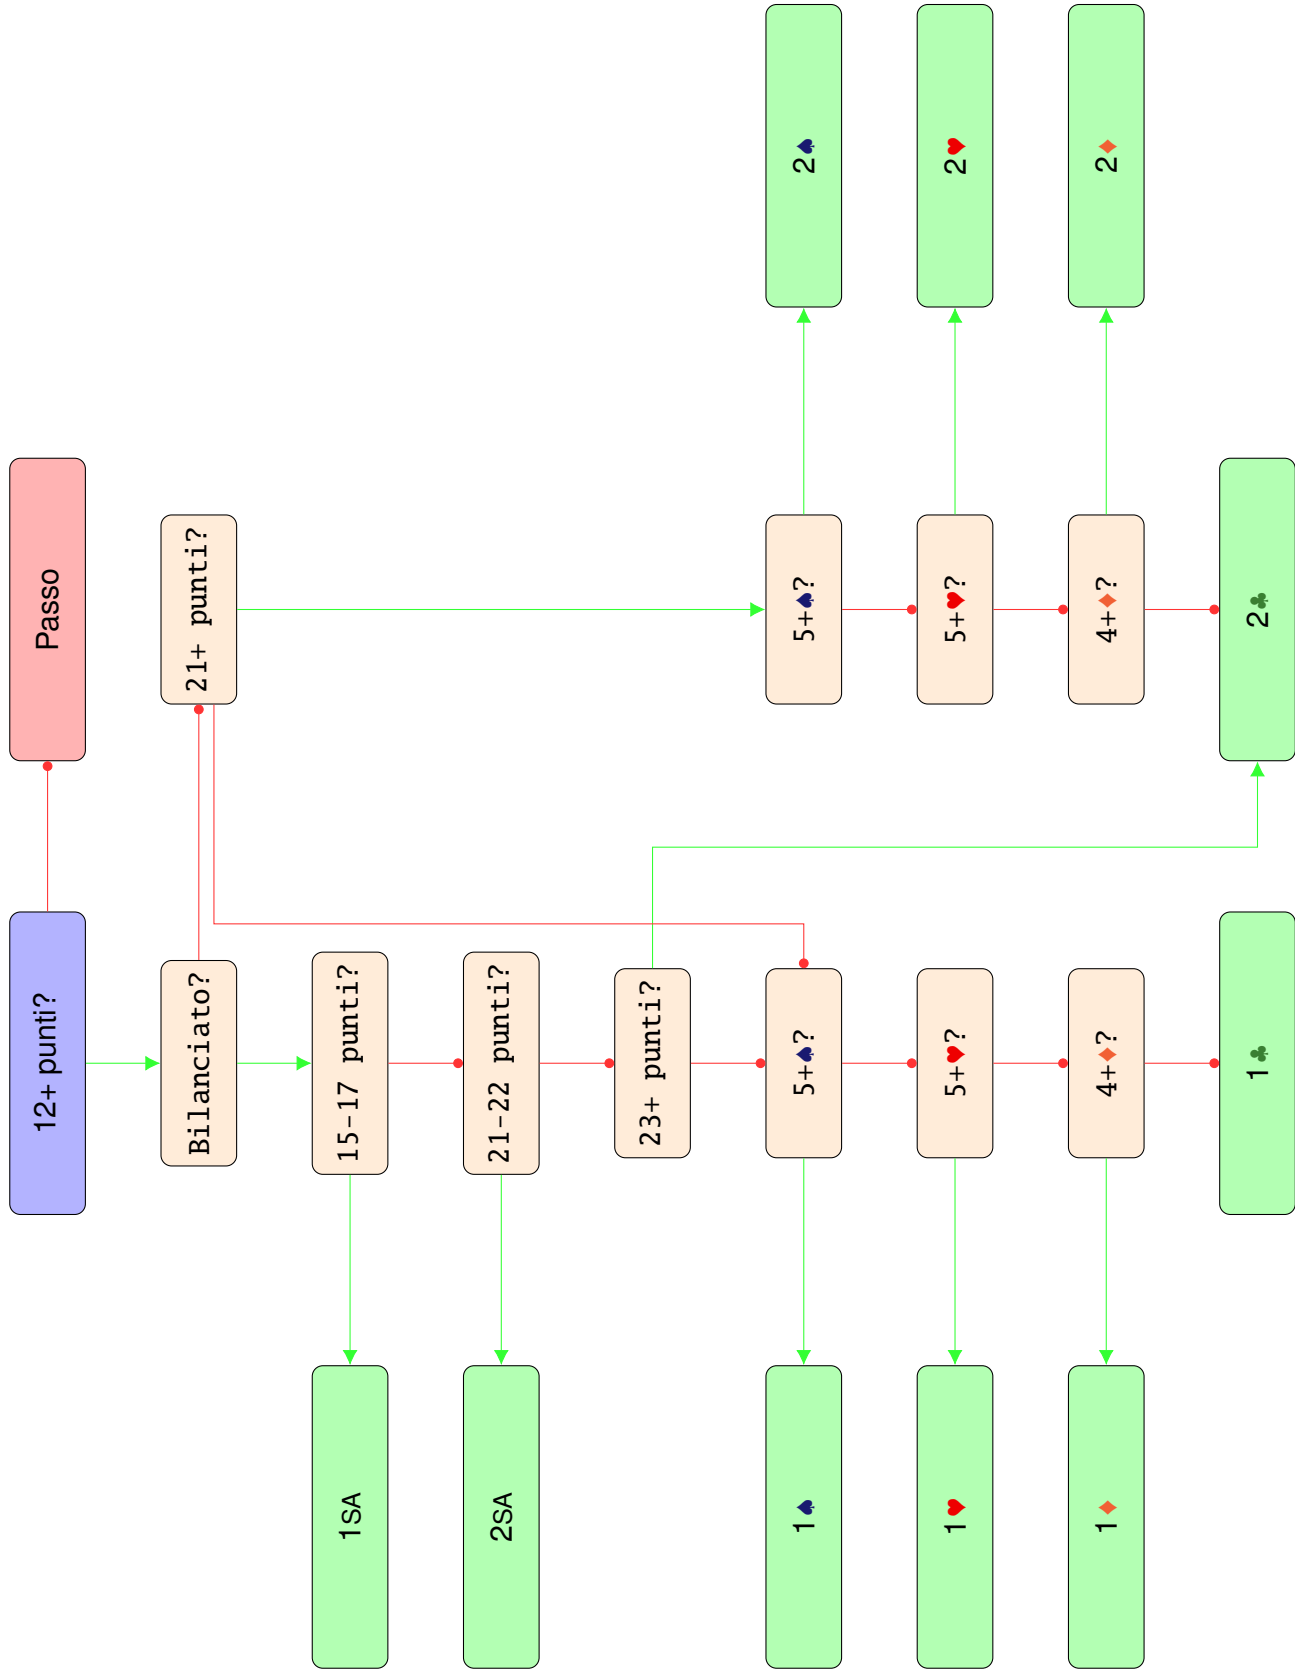 12+ punti?
Passo
Bilanciato?
21+ punti?
1SA
15-17 punti?
2SA
21-22 punti?
23+ punti?
1♠
5+♠?
5+♠?
2♠
1♥
5+♥?
5+♥?
2♥
1♦
4+♦?
4+♦?
2♦
1♣
2♣